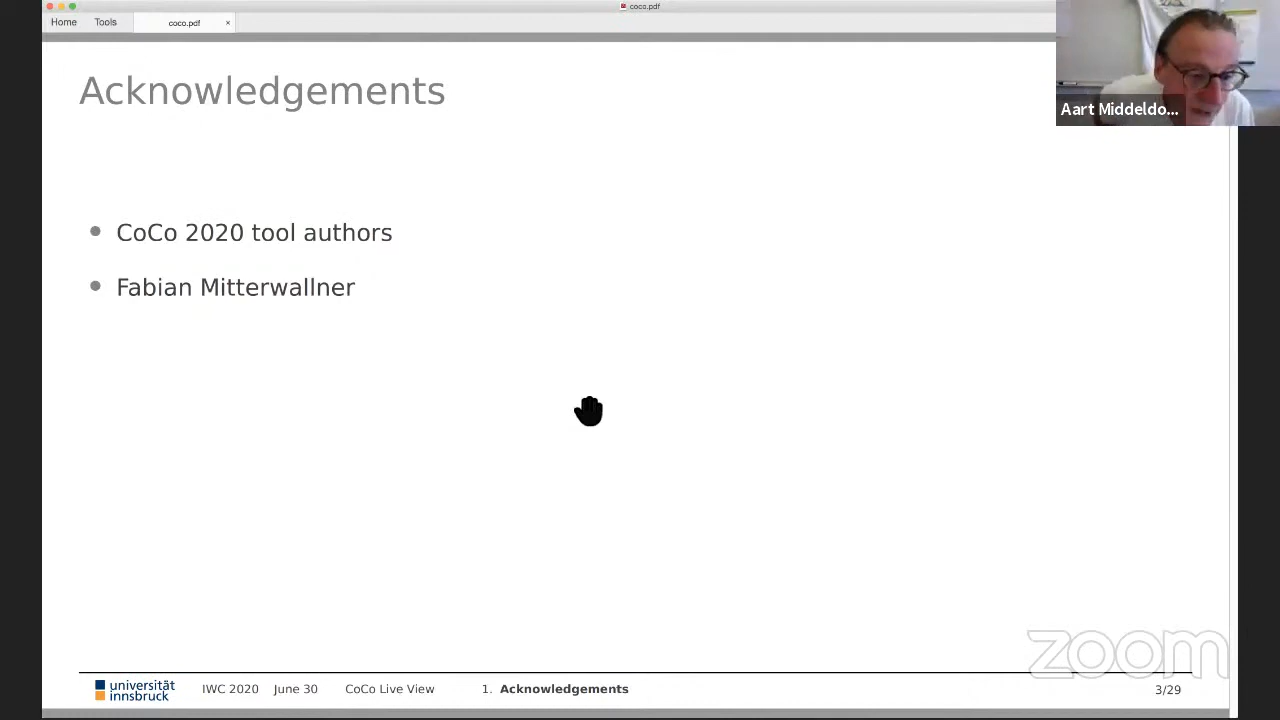 coco.pdf
Home Tools coco.pdf ×
Aart Middeldo...
Acknowledgements
CoCo 2020 tool authors
Fabian Mitterwallner
zoom
universität
innsbruck
IWC 2020 June 30 CoCo Live View 1. Acknowledgements 3/29